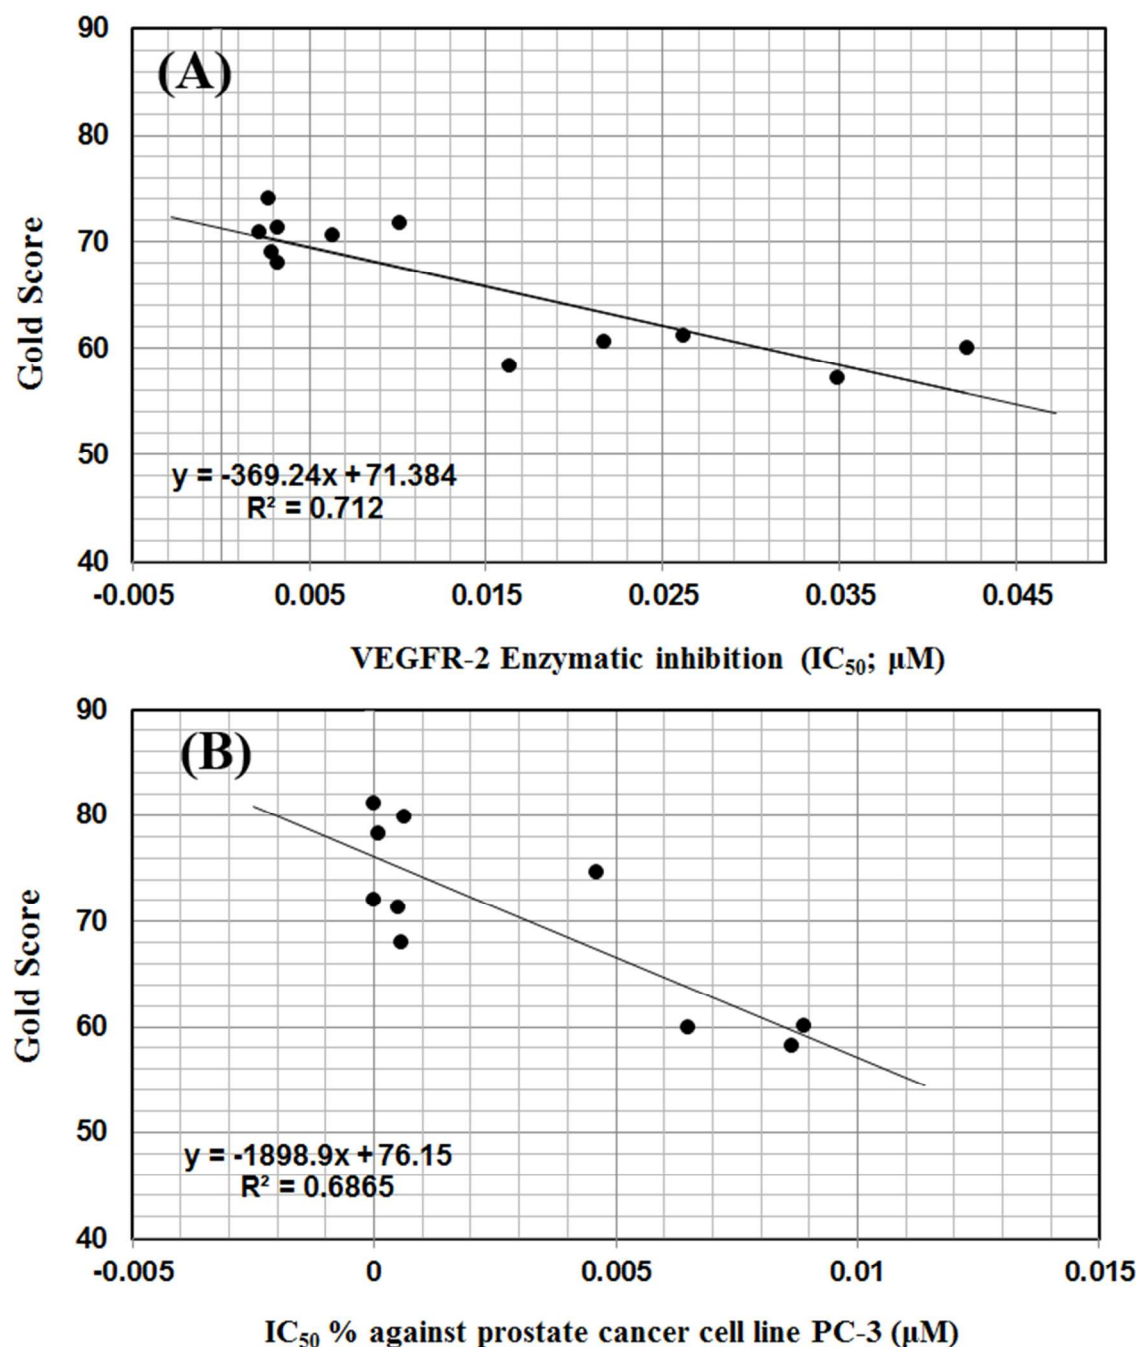 (A)
90
80
70
60
50
40
Gold Score
y = -369.24x + 71.384
R² = 0.712
-0.005 0.005 0.015 0.025 0.035 0.045
VEGFR-2 Enzymatic inhibition (IC₅₀; μM)
(B)
90
80
70
60
50
40
Gold Score
y = -1898.9x + 76.15
R² = 0.6865
-0.005 0 0.005 0.01 0.015
IC₅₀ % against prostate cancer cell line PC-3 (μM)